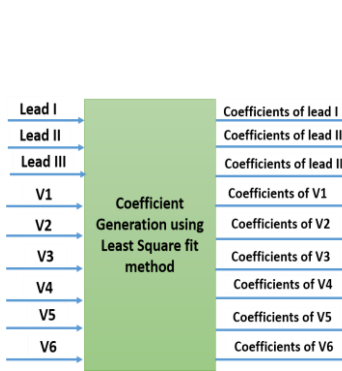 Lead I
Lead II
Lead III
V1
V2
V3
V4
V5
V6
Coefficient
Generation using
Least Square fit
method
Coefficients of lead I
Coefficients of lead II
Coefficients of lead II
Coefficients of V1
Coefficients of V2
Coefficients of V3
Coefficients of V4
Coefficients of V5
Coefficients of V6